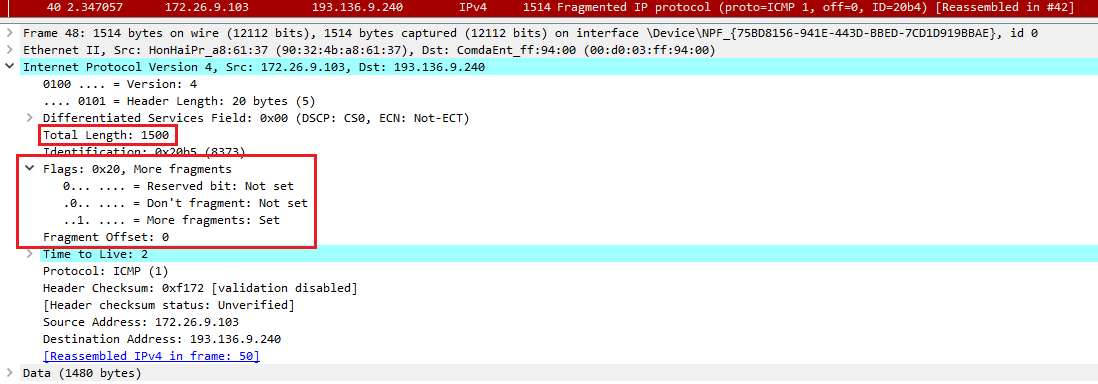 40 2.347057 172.26.9.103 193.136.9.240 IPv4 1514 Fragmented IP protocol (proto=ICMP 1, off=0, ID=20b4) [Reassembled in #42]
Frame 48: 1514 bytes on wire (12112 bits), 1514 bytes captured (12112 bits) on interface \Device\NPF_{75BD8156-941E-443D-BBED-7CD1D919BBAE}, id 0
Ethernet II, Src: HonHaiPr_a8:61:37 (90:32:4b:a8:61:37), Dst: ComdaEnt_ff:94:00 (00:d0:03:ff:94:00)
Internet Protocol Version 4, Src: 172.26.9.103, Dst: 193.136.9.240
0100 .... = Version: 4
.... 0101 = Header Length: 20 bytes (5)
Differentiated Services Field: 0x00 (DSCP: CS0, ECN: Not-ECT)
Total Length: 1500
Identification: 0x20b5 (8373)
Flags: 0x20, More fragments
0... .... = Reserved bit: Not set
.0.. .... = Don't fragment: Not set
..1. .... = More fragments: Set
Fragment Offset: 0
Time to Live: 2
Protocol: ICMP (1)
Header Checksum: 0xf172 [validation disabled]
[Header checksum status: Unverified]
Source Address: 172.26.9.103
Destination Address: 193.136.9.240
[Reassembled IPv4 in frame: 50]
Data (1480 bytes)